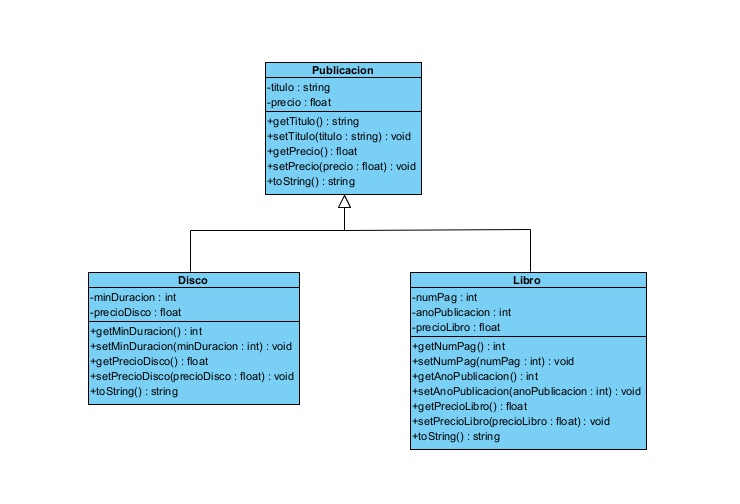 Publicacion
-titulo : string
-precio : float
+getTitulo() : string
+setTitulo(titulo : string) : void
+getPrecio() : float
+setPrecio(precio : float) : void
+toString() : string
Disco
-minDuracion : int
-precioDisco : float
+getMinDuracion() : int
+setMinDuracion(minDuracion : int) : void
+getPrecioDisco() : float
+setPrecioDisco(precioDisco : float) : void
+toString() : string
Libro
-numPag : int
-anoPublicacion : int
-precioLibro : float
+getNumPag() : int
+setNumPag(numPag : int) : void
+getAnoPublicacion() : int
+setAnoPublicacion(anoPublicacion : int) : void
+getPrecioLibro() : float
+setPrecioLibro(precioLibro : float) : void
+toString() : string